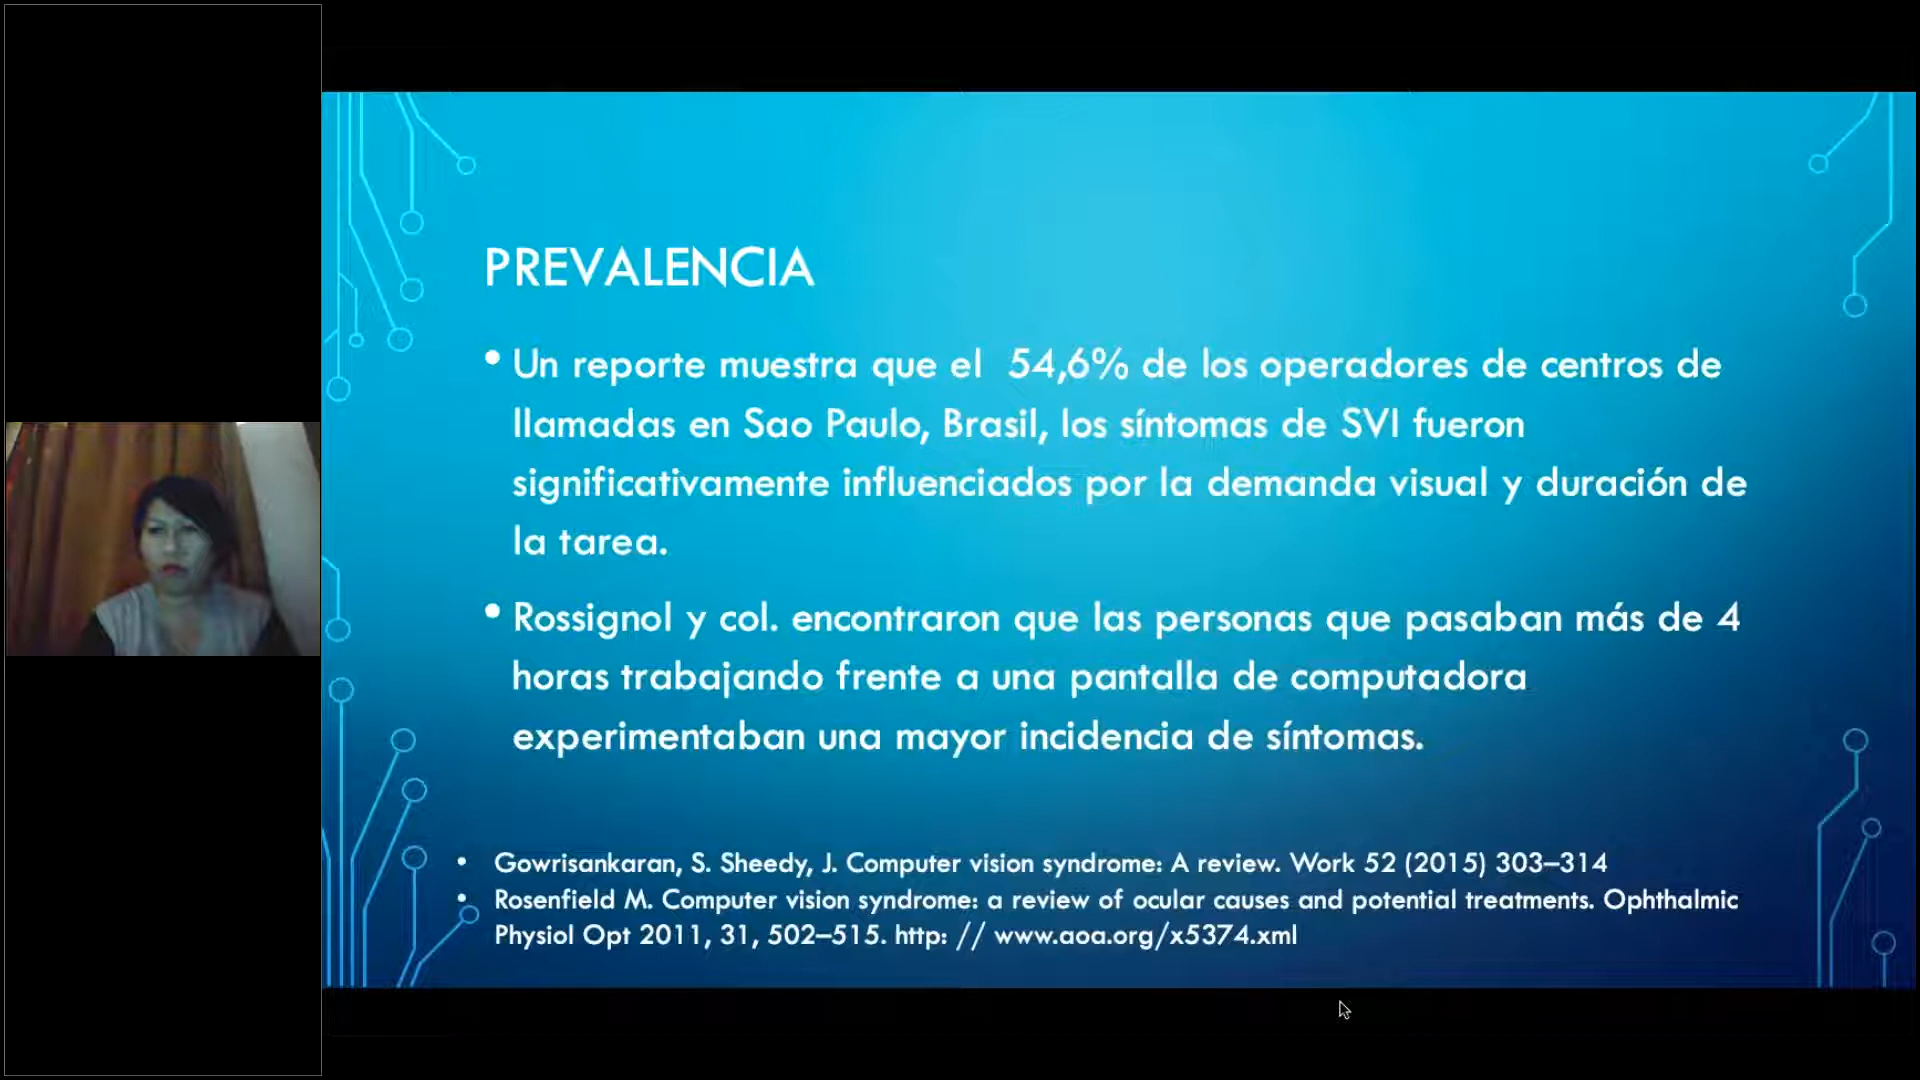 PREVALENCIA
• Un reporte muestra que el 54,6% de los operadores de centros de
llamadas en Sao Paulo, Brasil, los síntomas de SVI fueron
significativamente influenciados por la demanda visual y duración de
la tarea.
• Rossignol y col. encontraron que las personas que pasaban más de 4
horas trabajando frente a una pantalla de computadora
experimentaban una mayor incidencia de síntomas.
• Gowrisankaran, S. Sheedy, J. Computer vision syndrome: A review. Work 52 (2015) 303–314
• Rosenfield M. Computer vision syndrome: a review of ocular causes and potential treatments. Ophthalmic
Physiol Opt 2011, 31, 502–515. http: // www.aoa.org/x5374.xml